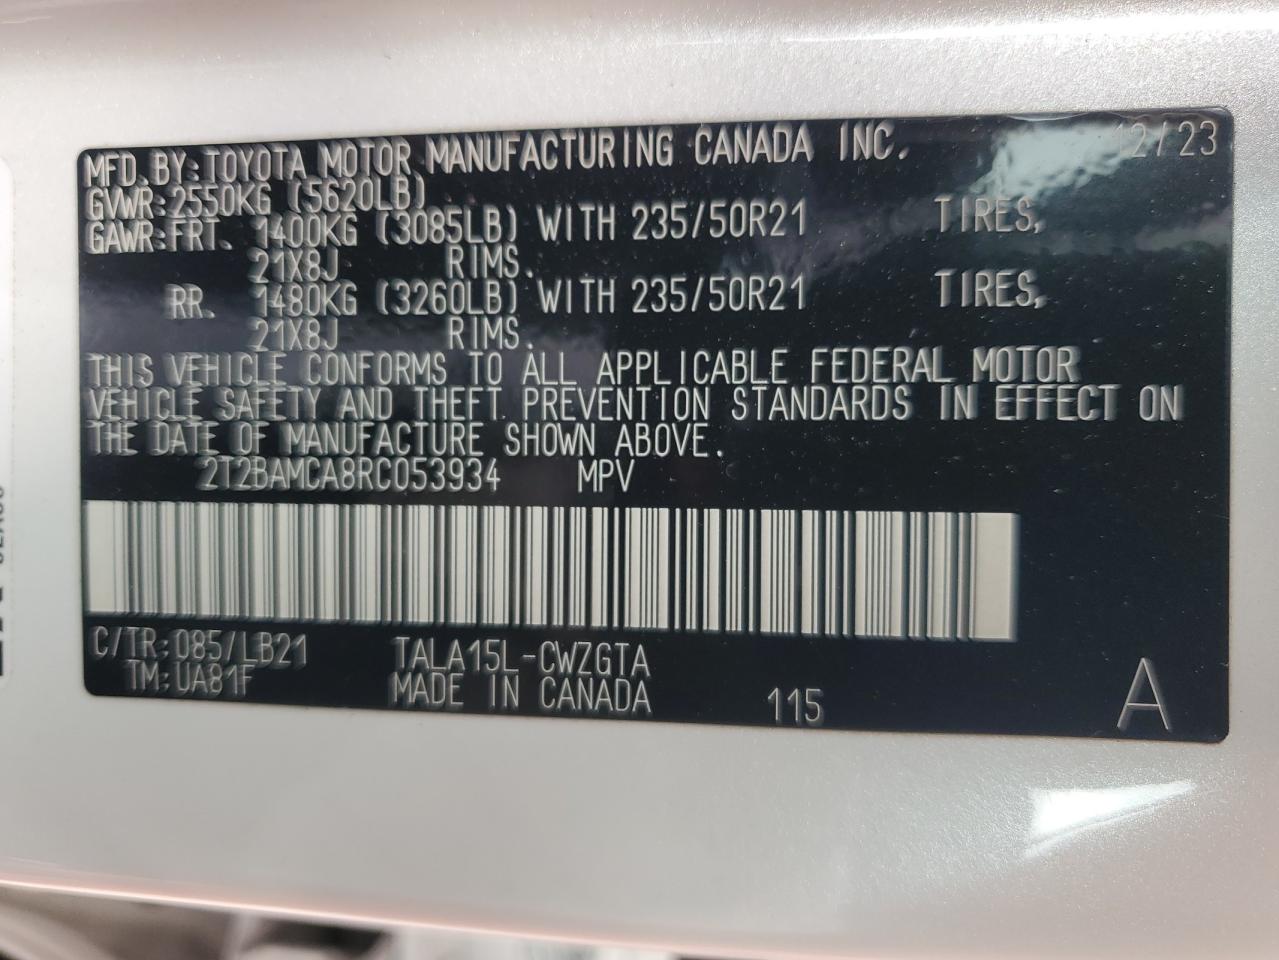 MFD. BY: TOYOTA MOTOR MANUFACTURING CANADA INC. 12/23
GVWR: 2550KG (5620LB)
GAWR: FRT. 1400KG (3085LB) WITH 235/50R21 TIRES,
21X8J RIMS.
RR. 1480KG (3260LB) WITH 235/50R21 TIRES,
21X8J RIMS.
THIS VEHICLE CONFORMS TO ALL APPLICABLE FEDERAL MOTOR
VEHICLE SAFETY AND THEFT PREVENTION STANDARDS IN EFFECT ON
THE DATE OF MANUFACTURE SHOWN ABOVE.
2T2BAMCA8RC053934 MPV
C/TR: 085/LB21 TALA15L-CWZGTA
TM: UA81F MADE IN CANADA 115 A